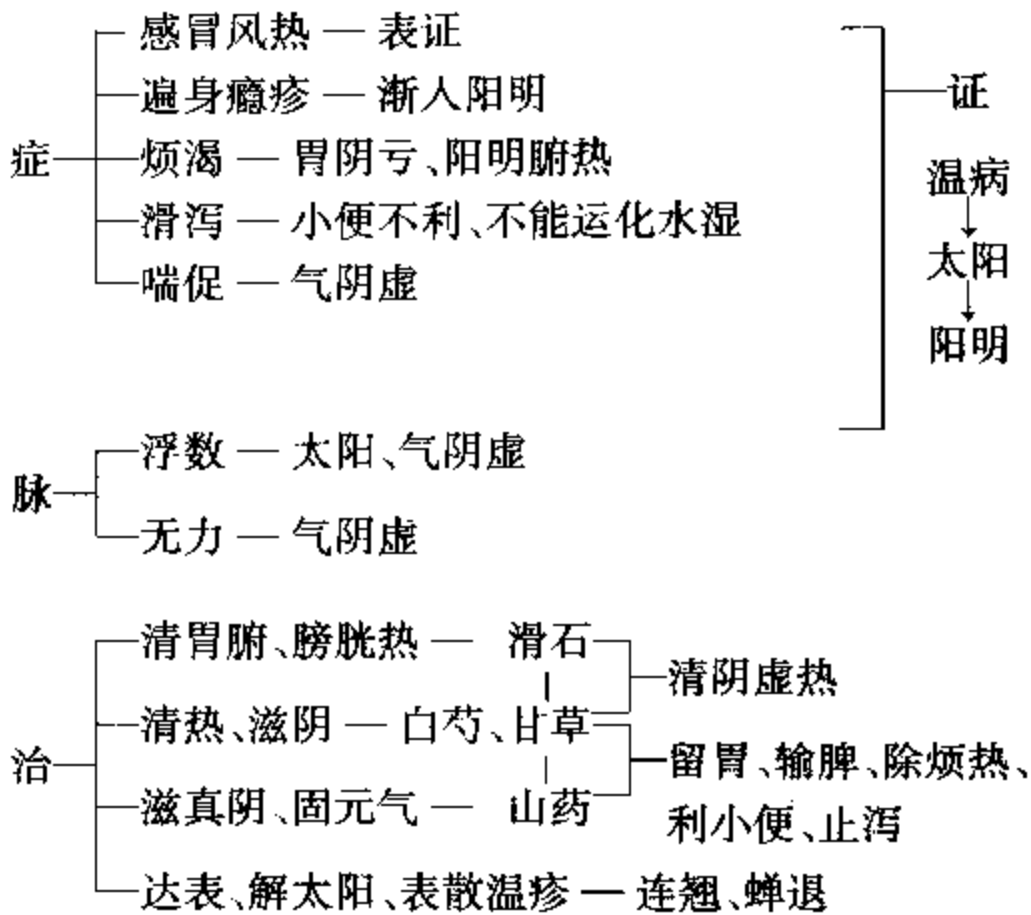 症
感冒风热 — 表证
遍身瘾疹 — 渐人阳明
烦渴 — 胃阴亏、阳明腑热
滑泻 — 小便不利、不能运化水湿
喘促 — 气阴虚
证
温病
太阳
阳明
脉
浮数 — 太阳、气阴虚
无力 — 气阴虚
治
清胃腑、膀胱热 — 滑石
清热、滋阴 — 白芍、甘草
滋真阴、固元气 — 山药
达表、解太阳、表散温疹 — 连翘、蝉退
清阴虚热
留胃、输脾、除烦热、
利小便、止泻